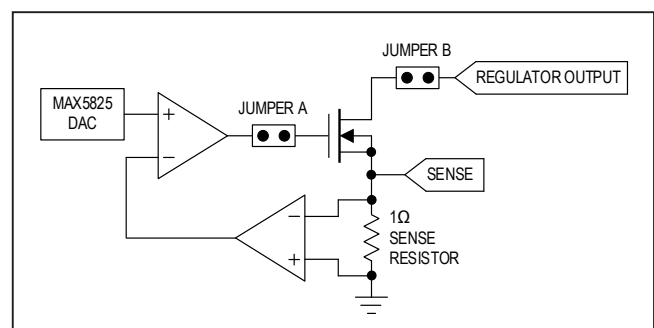 JUMPER B
REGULATOR OUTPUT
MAX5825
DAC
JUMPER A
+
−
SENSE
−
+
1Ω
SENSE
RESISTOR